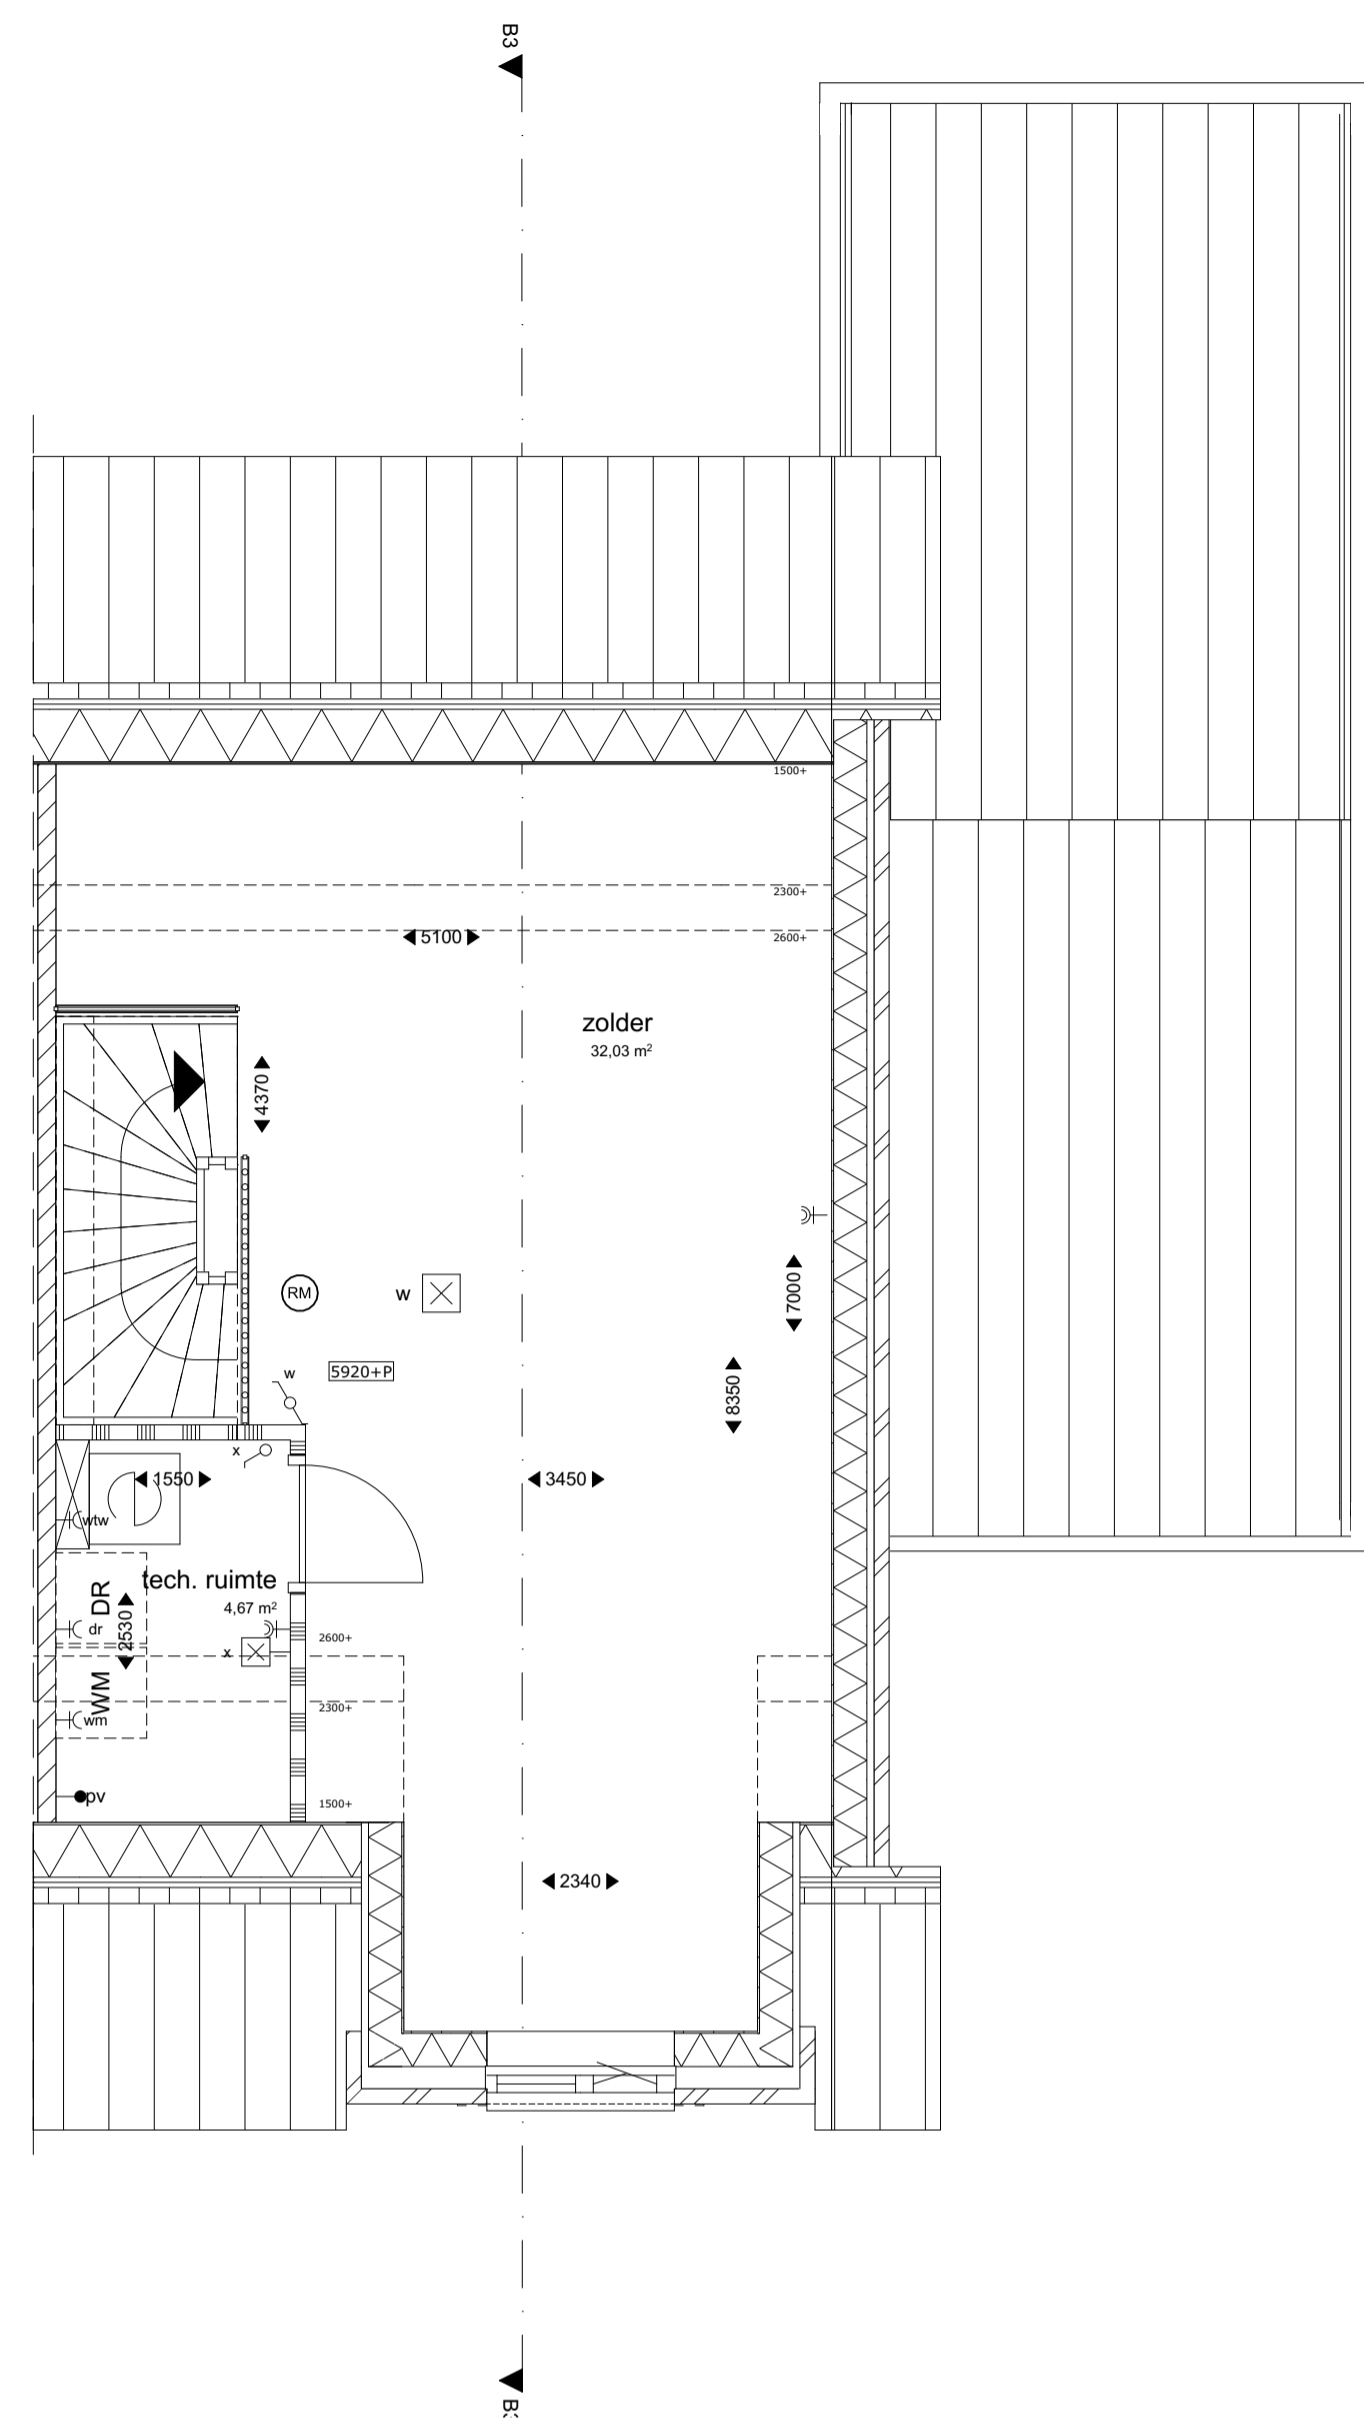 B3
1500+
2300+
5100
2600+
zolder
32,03 m²
4370
7000
RM
w
5920+P
w
8350
x
1550
3450
wtw
tech. ruimte
DR
4,67 m²
dr
2530
2600+
x
WM
2300+
wm
pv
1500+
2340